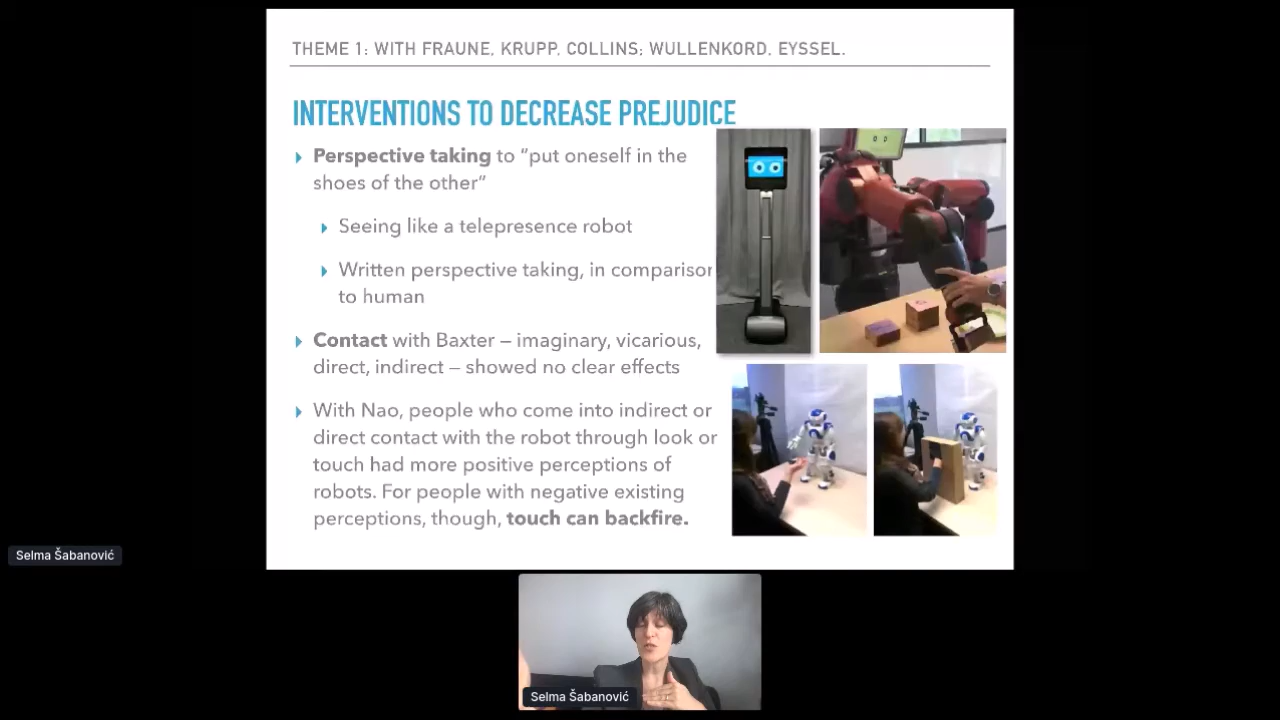 THEME 1: WITH FRAUNE, KRUPP, COLLINS; WULLENKORD, EYSSEL.
INTERVENTIONS TO DECREASE PREJUDICE
Perspective taking to “put oneself in the
shoes of the other”
Seeing like a telepresence robot
Written perspective taking, in comparison
to human
Contact with Baxter – imaginary, vicarious,
direct, indirect – showed no clear effects
With Nao, people who come into indirect or
direct contact with the robot through look or
touch had more positive perceptions of
robots. For people with negative existing
perceptions, though, touch can backfire.
Selma Šabanović
Selma Šabanović